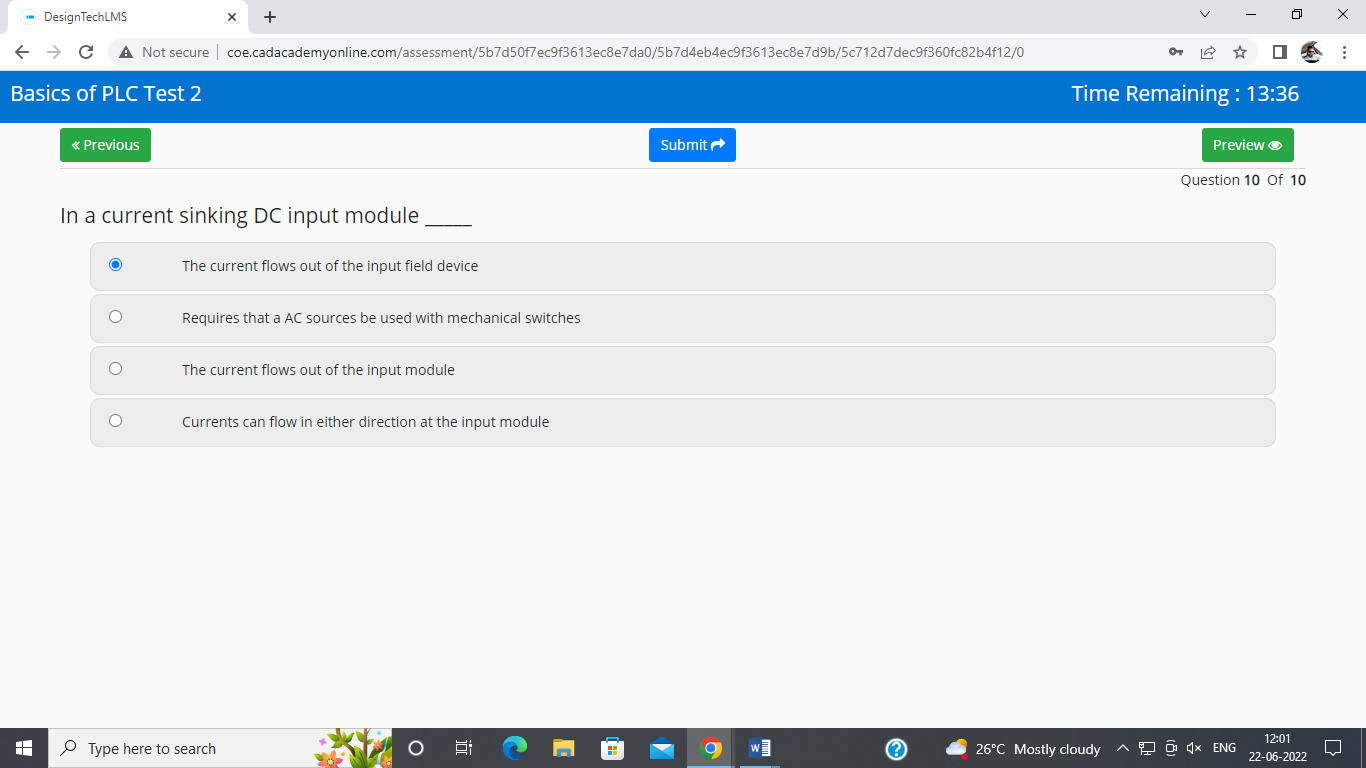 DesignTechLMS
Not secure
coe.cadacademyonline.com/assessment/5b7d50f7ec9f3613ec8e7da0/5b7d4eb4ec9f3613ec8e7d9b/5c712d7dec9f360fc82b4f12/0
Basics of PLC Test 2
Time Remaining : 13:36
« Previous
Submit
Preview
Question 10 Of 10
In a current sinking DC input module _____
The current flows out of the input field device
Requires that a AC sources be used with mechanical switches
The current flows out of the input module
Currents can flow in either direction at the input module
Type here to search
26°C Mostly cloudy
ENG
12:01
22-06-2022